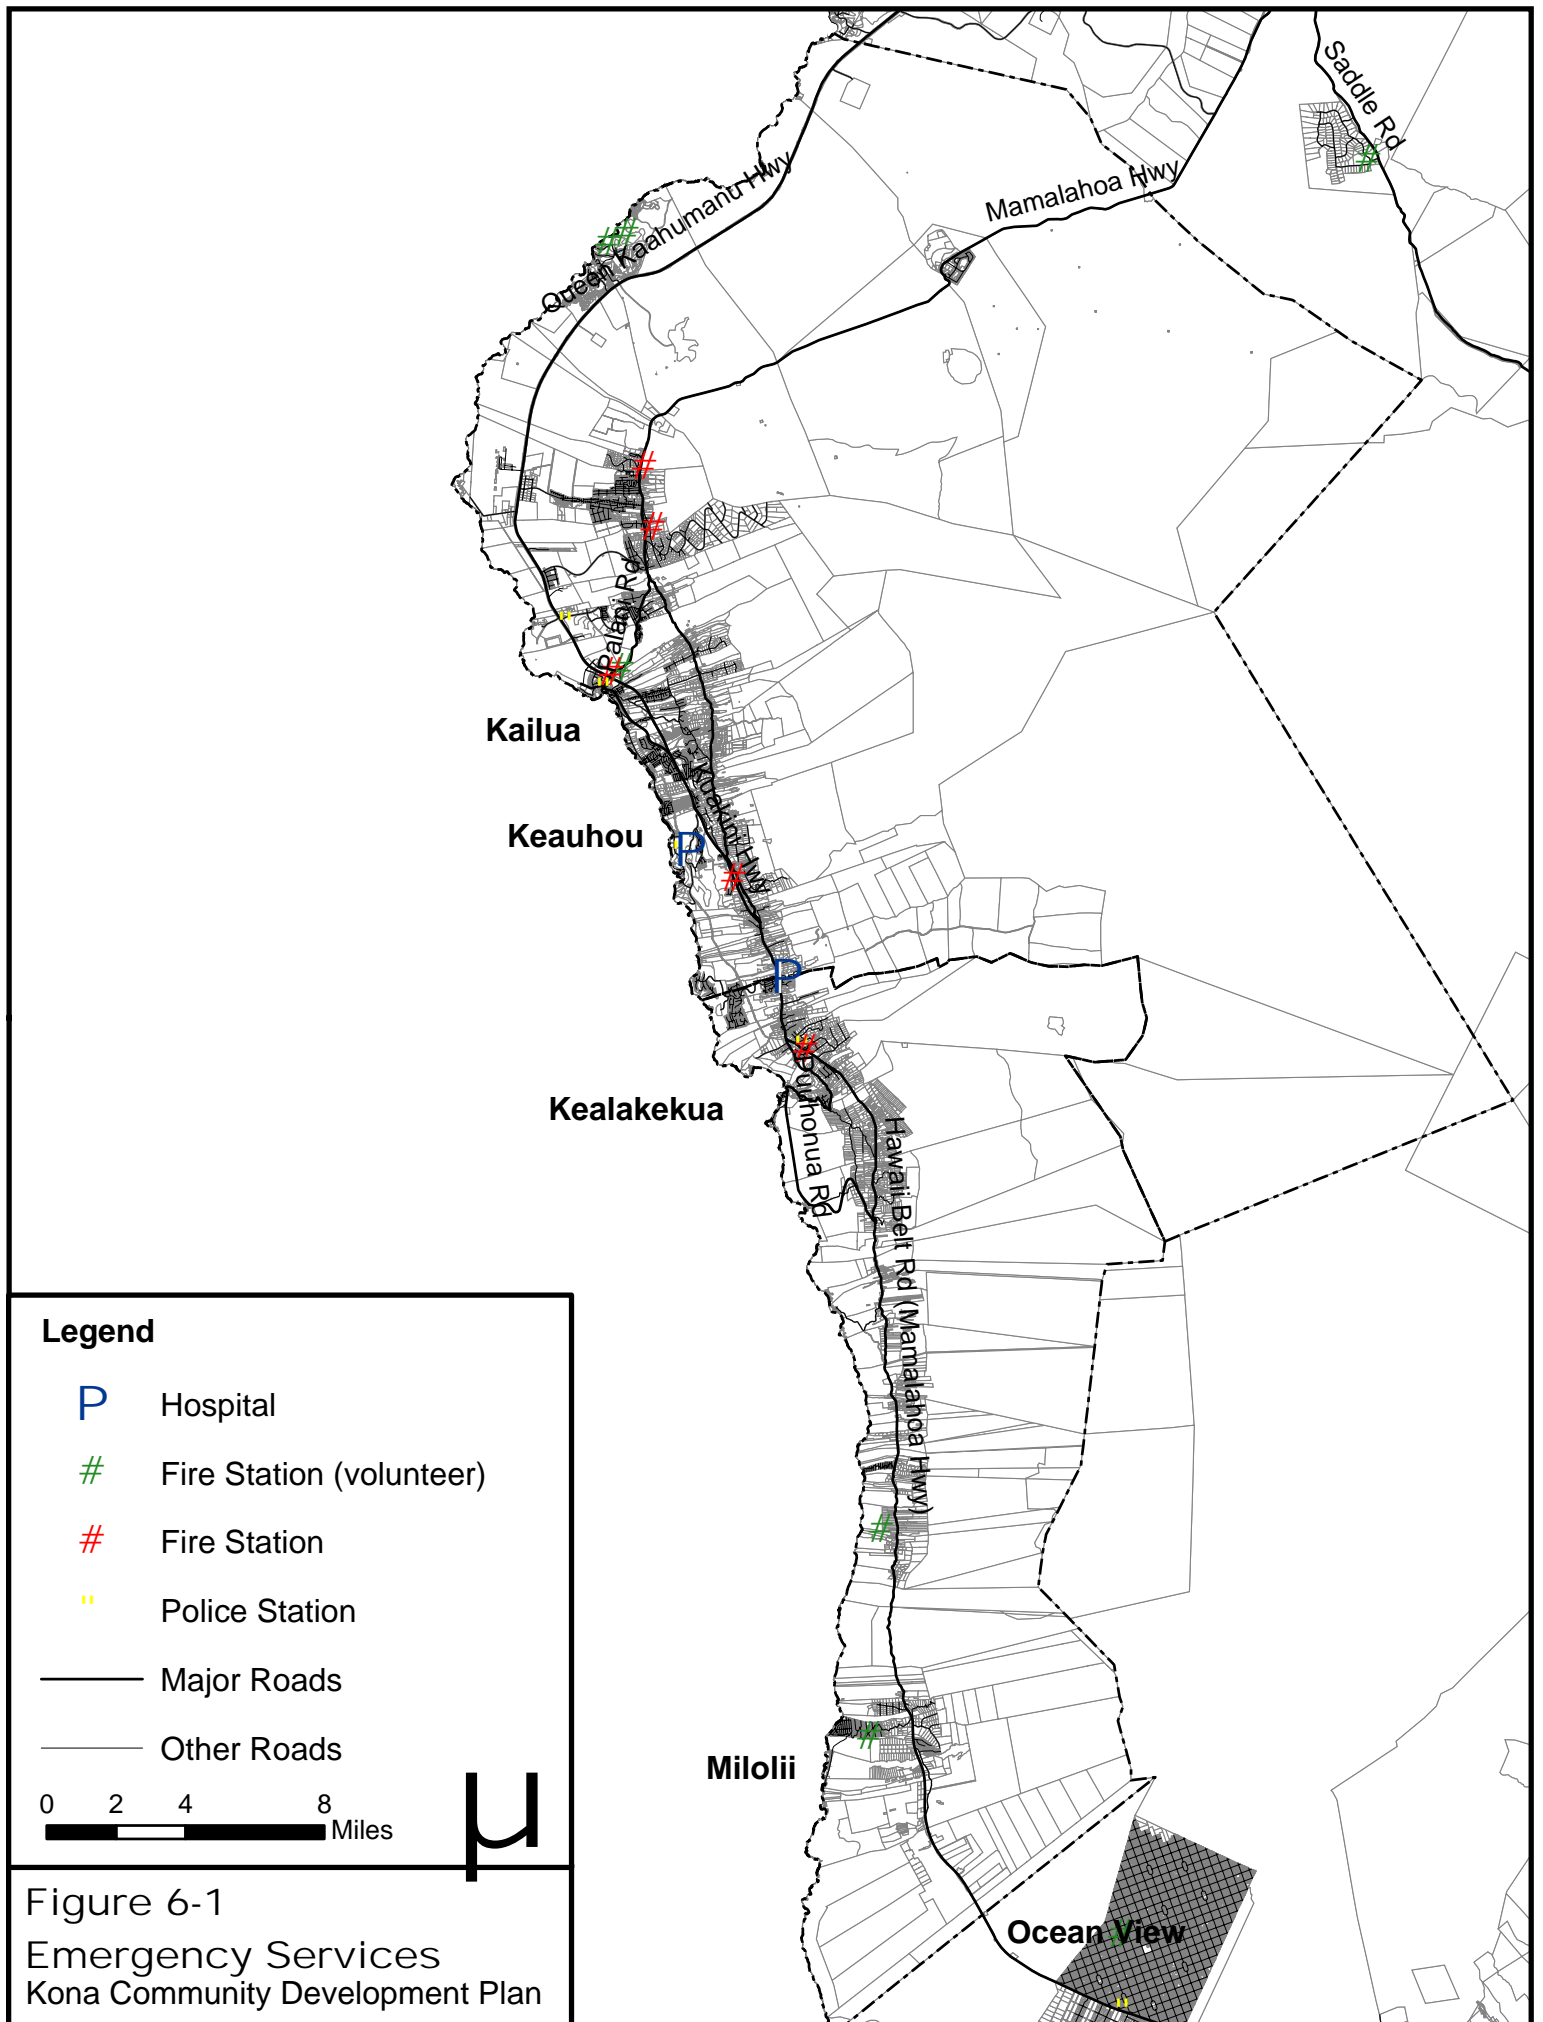 Saddle Rd
Mamalahoa Hwy
Queen Kaahumanu Hwy
Palani Rd
Kailua
Kuakini Hwy
Keauhou
P
P
Kealakekua
Puuhonua Rd
Hawaii Belt Rd (Mamalahoa Hwy)
Milolii
Ocean View
Legend
P Hospital
# Fire Station (volunteer)
# Fire Station
" Police Station
Major Roads
Other Roads
0 2 4 8
Miles
µ
Figure 6-1
Emergency Services
Kona Community Development Plan